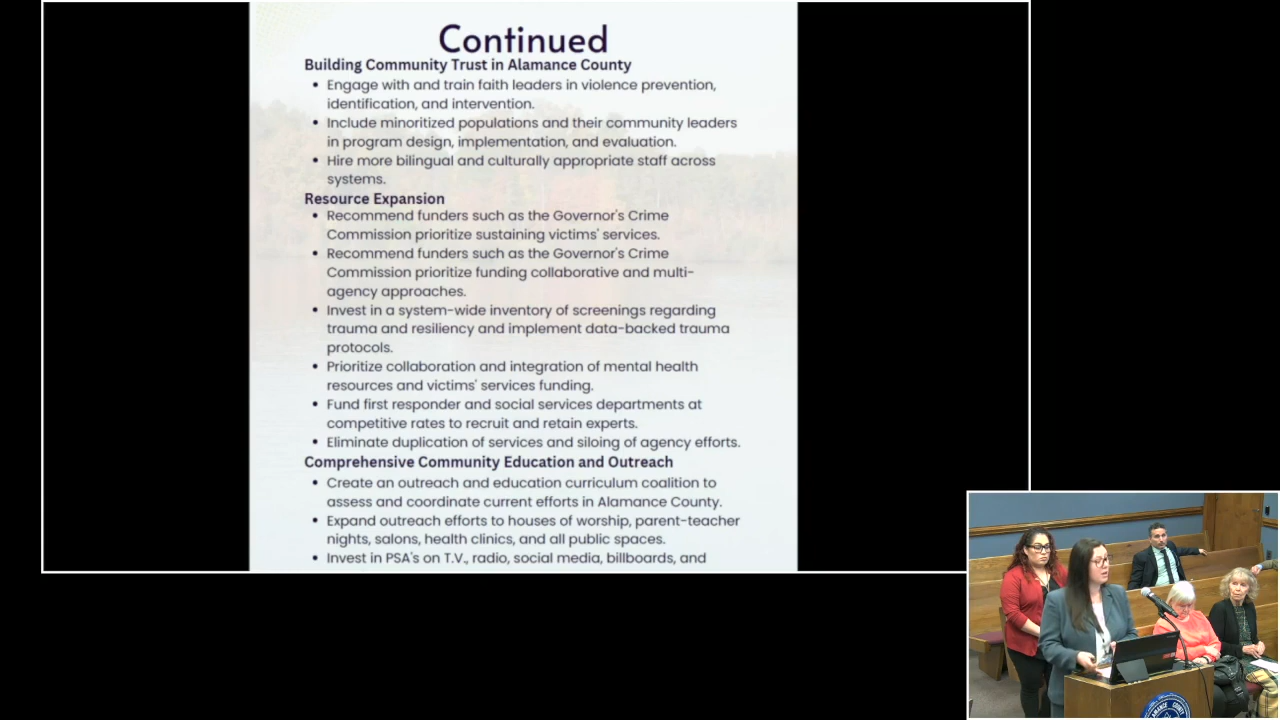 Continued
Building Community Trust in Alamance County
• Engage with and train faith leaders in violence prevention,
identification, and intervention.
• Include minoritized populations and their community leaders
in program design, implementation, and evaluation.
• Hire more bilingual and culturally appropriate staff across
systems.
Resource Expansion
• Recommend funders such as the Governor's Crime
Commission prioritize sustaining victims' services.
• Recommend funders such as the Governor's Crime
Commission prioritize funding collaborative and multi-
agency approaches.
• Invest in a system-wide inventory of screenings regarding
trauma and resiliency and implement data-backed trauma
protocols.
• Prioritize collaboration and integration of mental health
resources and victims' services funding.
• Fund first responder and social services departments at
competitive rates to recruit and retain experts.
• Eliminate duplication of services and siloing of agency efforts.
Comprehensive Community Education and Outreach
• Create an outreach and education curriculum coalition to
assess and coordinate current efforts in Alamance County.
• Expand outreach efforts to houses of worship, parent-teacher
nights, salons, health clinics, and all public spaces.
• Invest in PSA's on T.V., radio, social media, billboards, and
ALAMANCE COUNTY